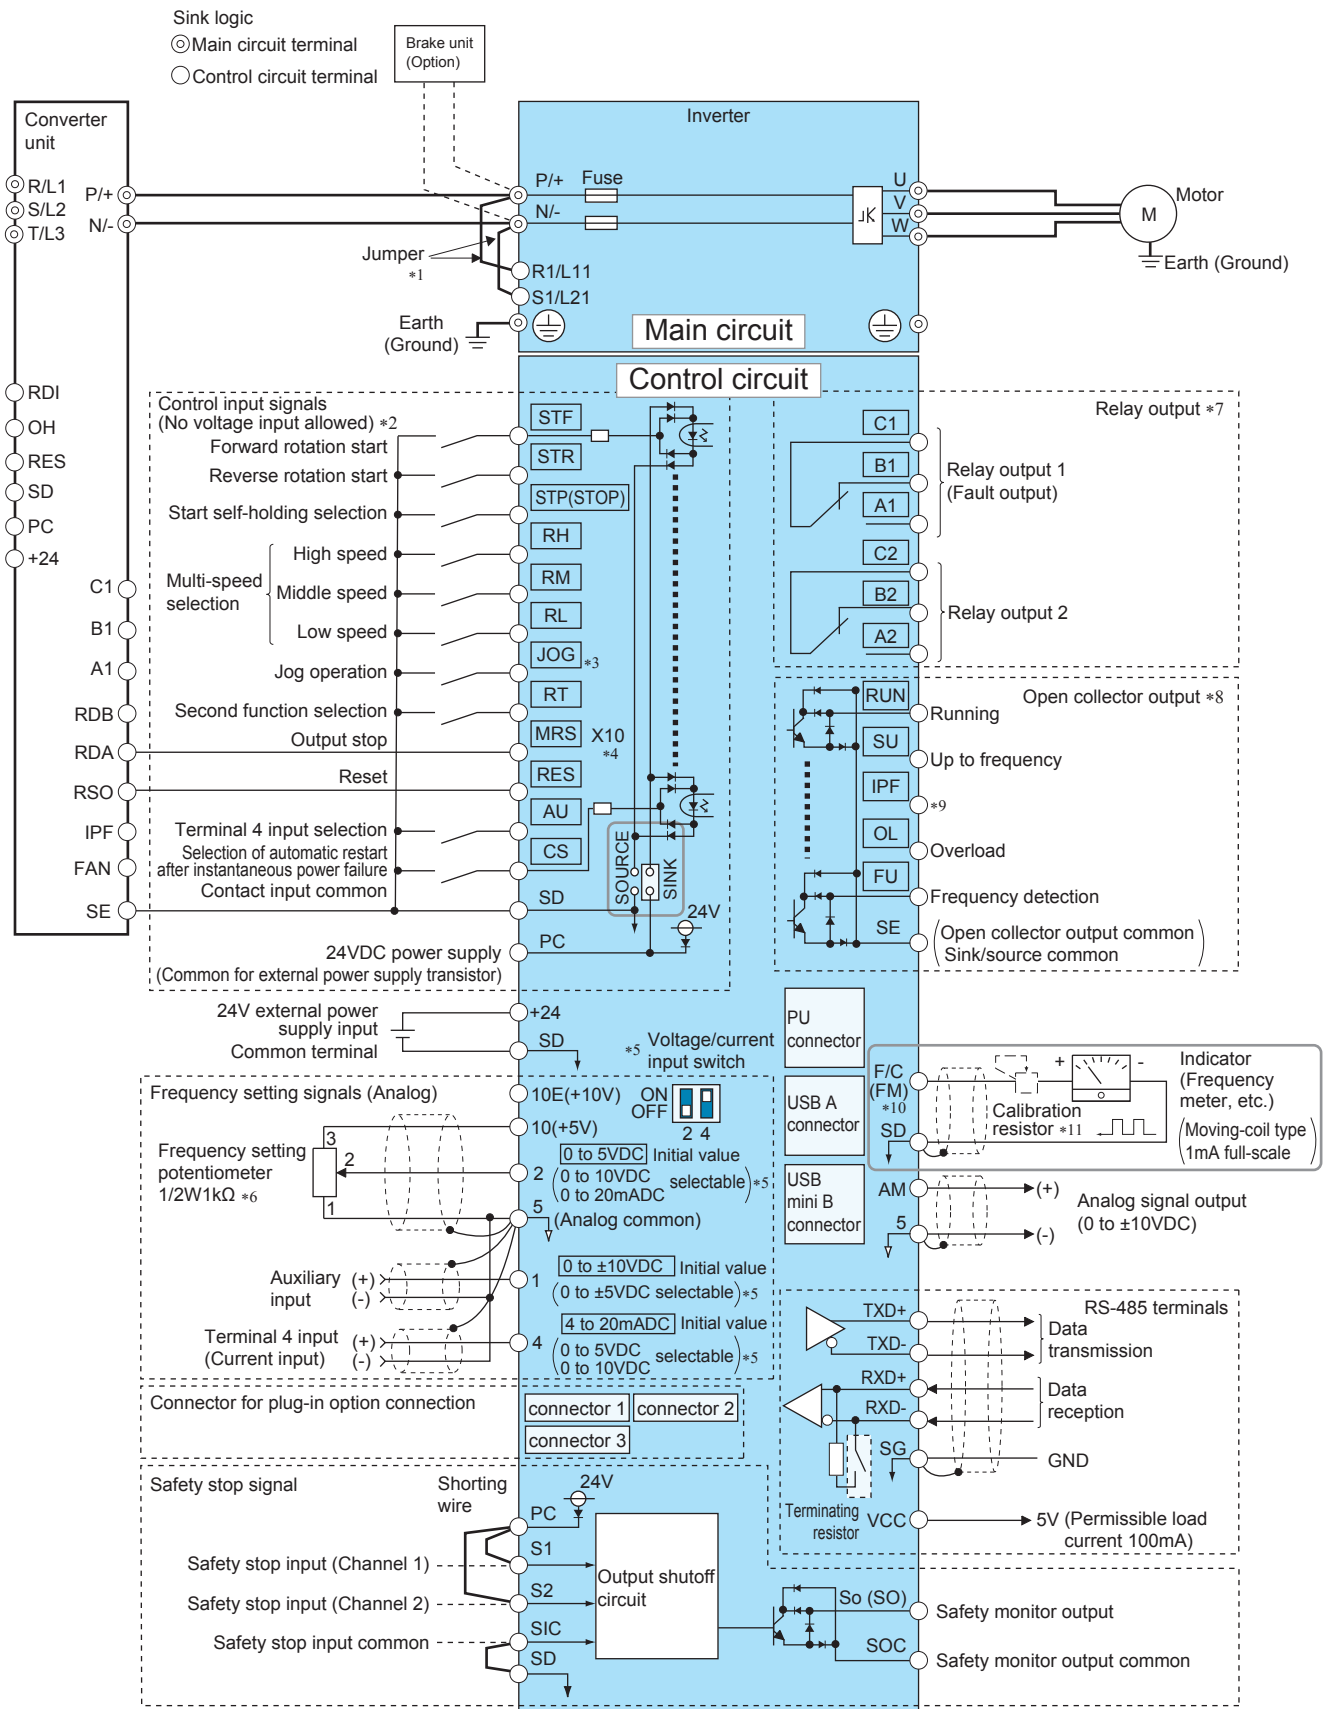 Sink logic
Main circuit terminal
Control circuit terminal
Brake unit
(Option)
Converter
unit
R/L1
S/L2
T/L3
P/+
N/-
Jumper
*1
Earth
(Ground)
Inverter
P/+
Fuse
N/-
R1/L11
S1/L21
U
V
W
Motor
M
Earth (Ground)
Main circuit
Control circuit
RDI
OH
RES
SD
PC
+24
C1
B1
A1
RDB
RDA
RSO
IPF
FAN
SE
Control input signals
(No voltage input allowed) *2
Forward rotation start
Reverse rotation start
Start self-holding selection
Multi-speed
selection
High speed
Middle speed
Low speed
Jog operation
Second function selection
Output stop
Reset
Terminal 4 input selection
Selection of automatic restart
after instantaneous power failure
Contact input common
24VDC power supply
(Common for external power supply transistor)
STF
STR
STP(STOP)
RH
RM
RL
JOG *3
RT
MRS X10
*4
RES
AU
CS
SD
PC
SOURCE
SINK
24V
Relay output *7
C1
B1
A1
Relay output 1
(Fault output)
C2
B2
A2
Relay output 2
Open collector output *8
RUN
Running
SU
Up to frequency
IPF
*9
OL
Overload
FU
Frequency detection
SE
(Open collector output common
Sink/source common)
24V external power
supply input
Common terminal
+24
SD
*5 Voltage/current
input switch
PU
connector
USB A
connector
USB
mini B
connector
F/C
(FM)
*10
SD
+ -
Calibration
resistor *11
Indicator
(Frequency
meter, etc.)
(Moving-coil type
1mA full-scale)
AM
5
(+)
(-)
Analog signal output
(0 to ±10VDC)
Frequency setting signals (Analog)
Frequency setting
potentiometer
1/2W1kΩ *6
3
2
1
10E(+10V)
ON
OFF
2 4
10(+5V)
2
0 to 5VDC Initial value
(0 to 10VDC
0 to 20mADC selectable) *5
5
(Analog common)
Auxiliary
input
(+)
(-)
1
0 to ±10VDC Initial value
(0 to ±5VDC selectable) *5
Terminal 4 input
(Current input)
(+)
(-)
4
4 to 20mADC Initial value
(0 to 5VDC
0 to 10VDC selectable) *5
Connector for plug-in option connection
connector 1
connector 2
connector 3
RS-485 terminals
TXD+
TXD-
Data
transmission
RXD+
RXD-
Data
reception
SG
GND
Terminating
resistor
VCC
5V (Permissible load
current 100mA)
Safety stop signal
Shorting
wire
24V
PC
S1
S2
SIC
SD
Safety stop input (Channel 1)
Safety stop input (Channel 2)
Safety stop input common
Output shutoff
circuit
So (SO)
SOC
Safety monitor output
Safety monitor output common